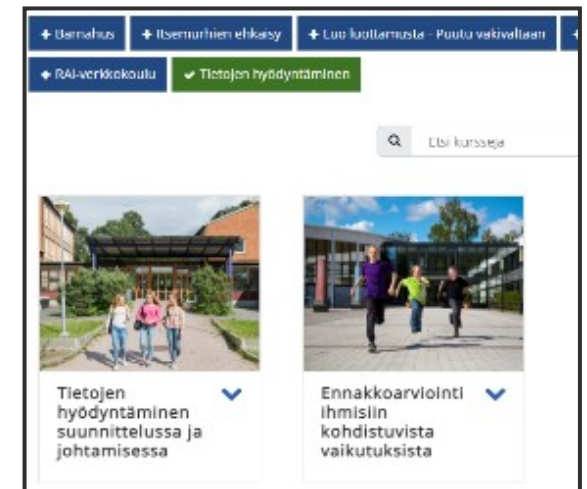 + Barnahus + Itsemurhien ehkäisy + Luo luottamusta - Puutu väkivaltaan +
+ RAI-verkkokoulu ✔ Tietojen hyödyntäminen
Etsi kursseja
Tietojen
hyödyntäminen
suunnittelussa ja
johtamisessa
Ennakkoarviointi
ihmisiin
kohdistuvista
vaikutuksista